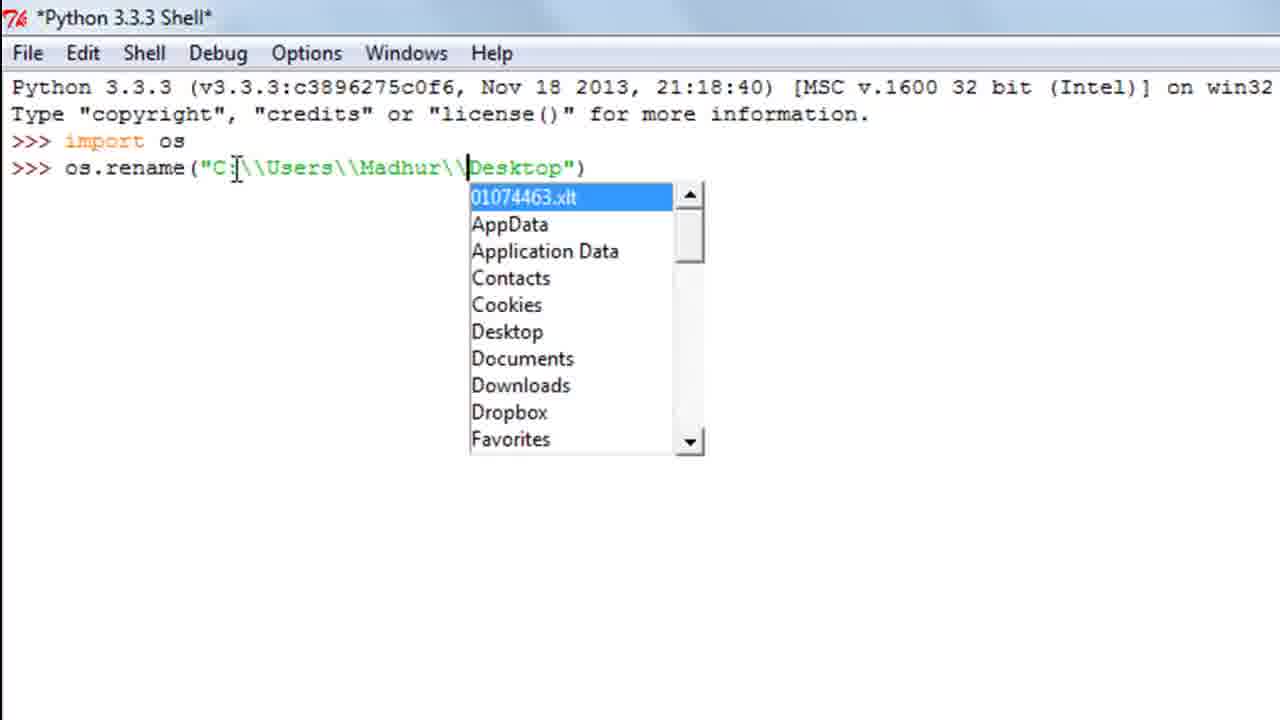 *Python 3.3.3 Shell*
File Edit Shell Debug Options Windows Help
Python 3.3.3 (v3.3.3:c3896275c0f6, Nov 18 2013, 21:18:40) [MSC v.1600 32 bit (Intel)] on win32
Type "copyright", "credits" or "license()" for more information.
>>> import os
>>> os.rename("C:\\Users\\Madhur\\Desktop")
01074463.xlt
AppData
Application Data
Contacts
Cookies
Desktop
Documents
Downloads
Dropbox
Favorites